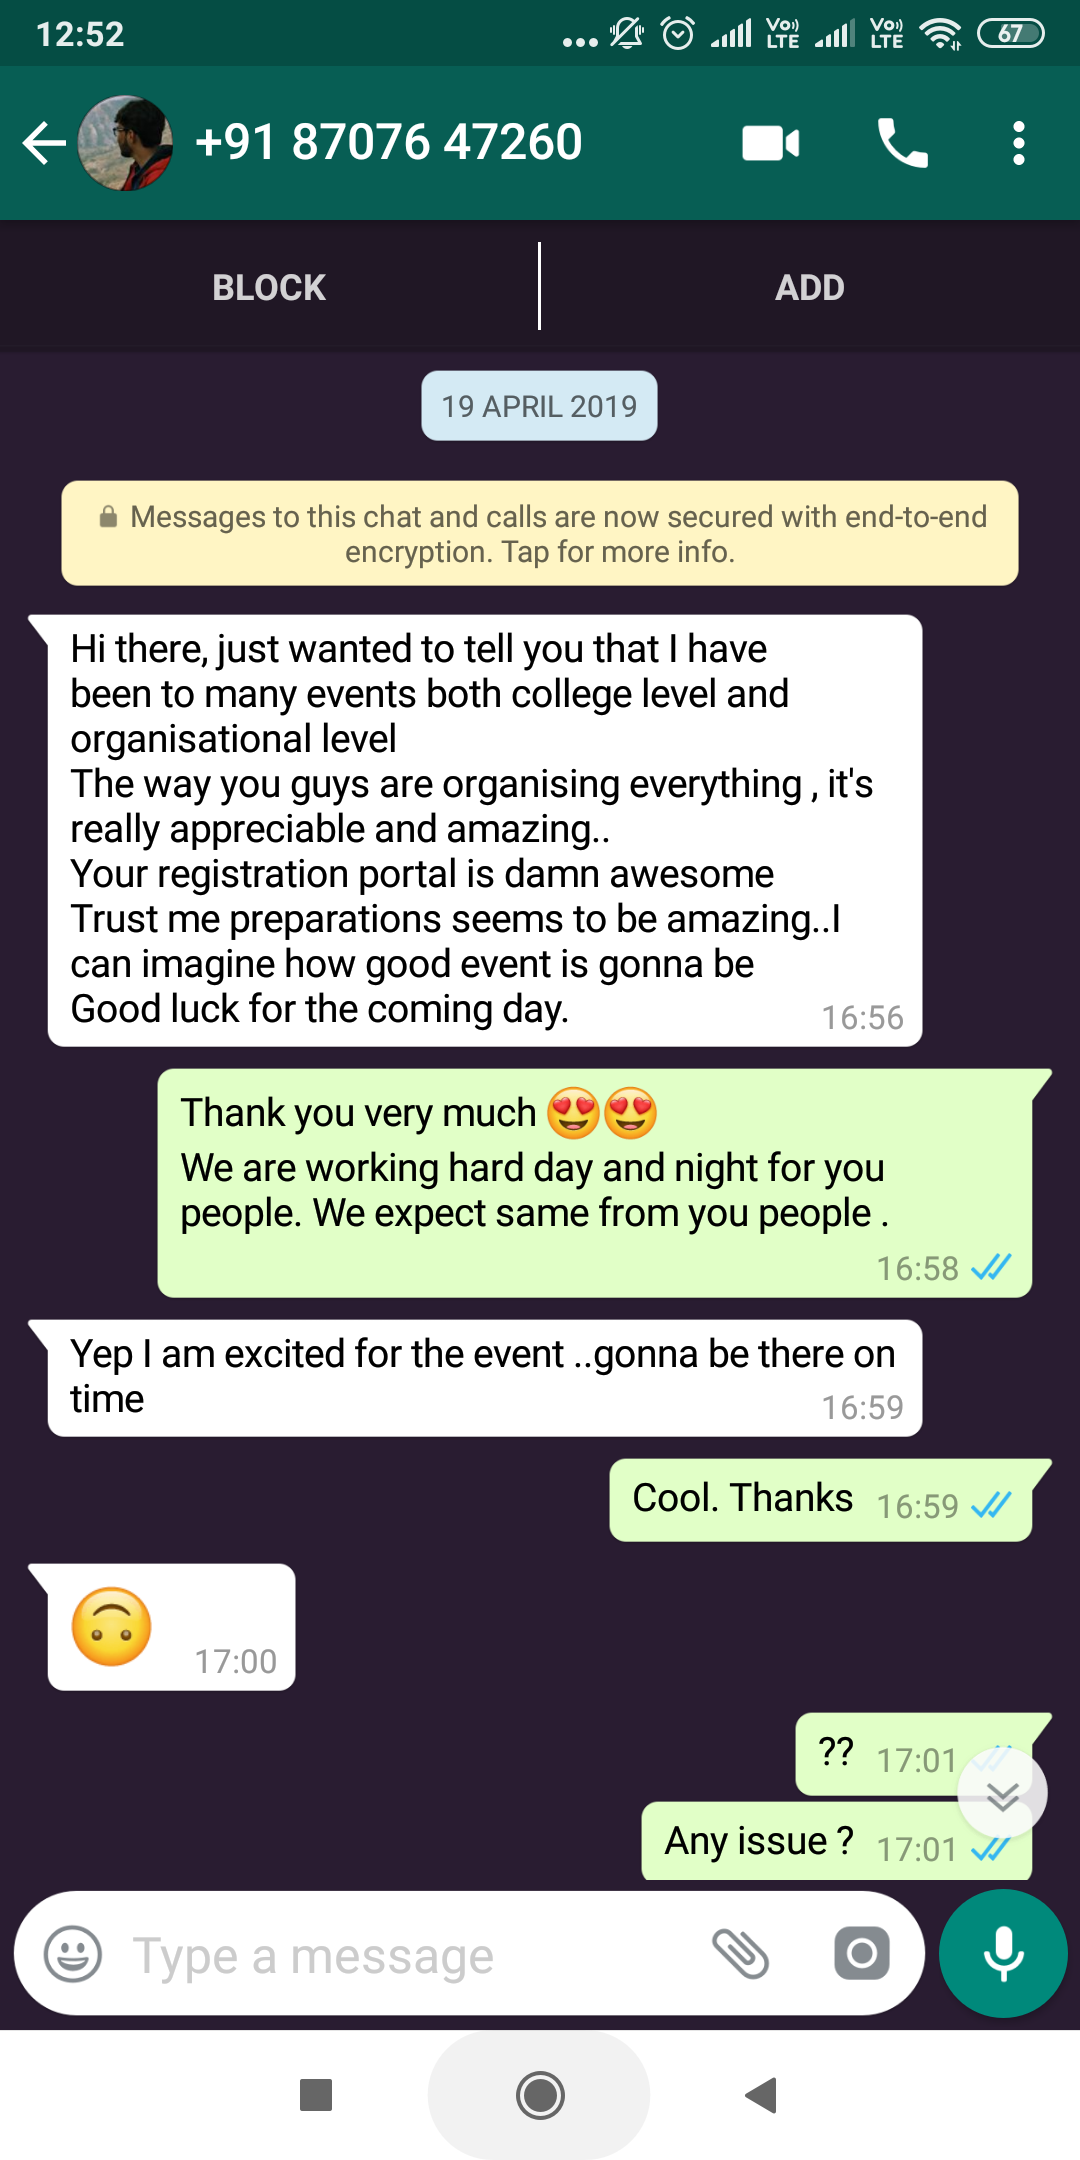 12:52
Vo)) LTE Vo)) LTE 67
+91 87076 47260
BLOCK ADD
19 APRIL 2019
Messages to this chat and calls are now secured with end-to-end
encryption. Tap for more info.
Hi there, just wanted to tell you that I have
been to many events both college level and
organisational level
The way you guys are organising everything , it's
really appreciable and amazing..
Your registration portal is damn awesome
Trust me preparations seems to be amazing..I
can imagine how good event is gonna be
Good luck for the coming day. 16:56
Thank you very much 😍😍
We are working hard day and night for you
people. We expect same from you people .
16:58
Yep I am excited for the event ..gonna be there on
time 16:59
Cool. Thanks 16:59
🙃 17:00
?? 17:01
Any issue ? 17:01
Type a message